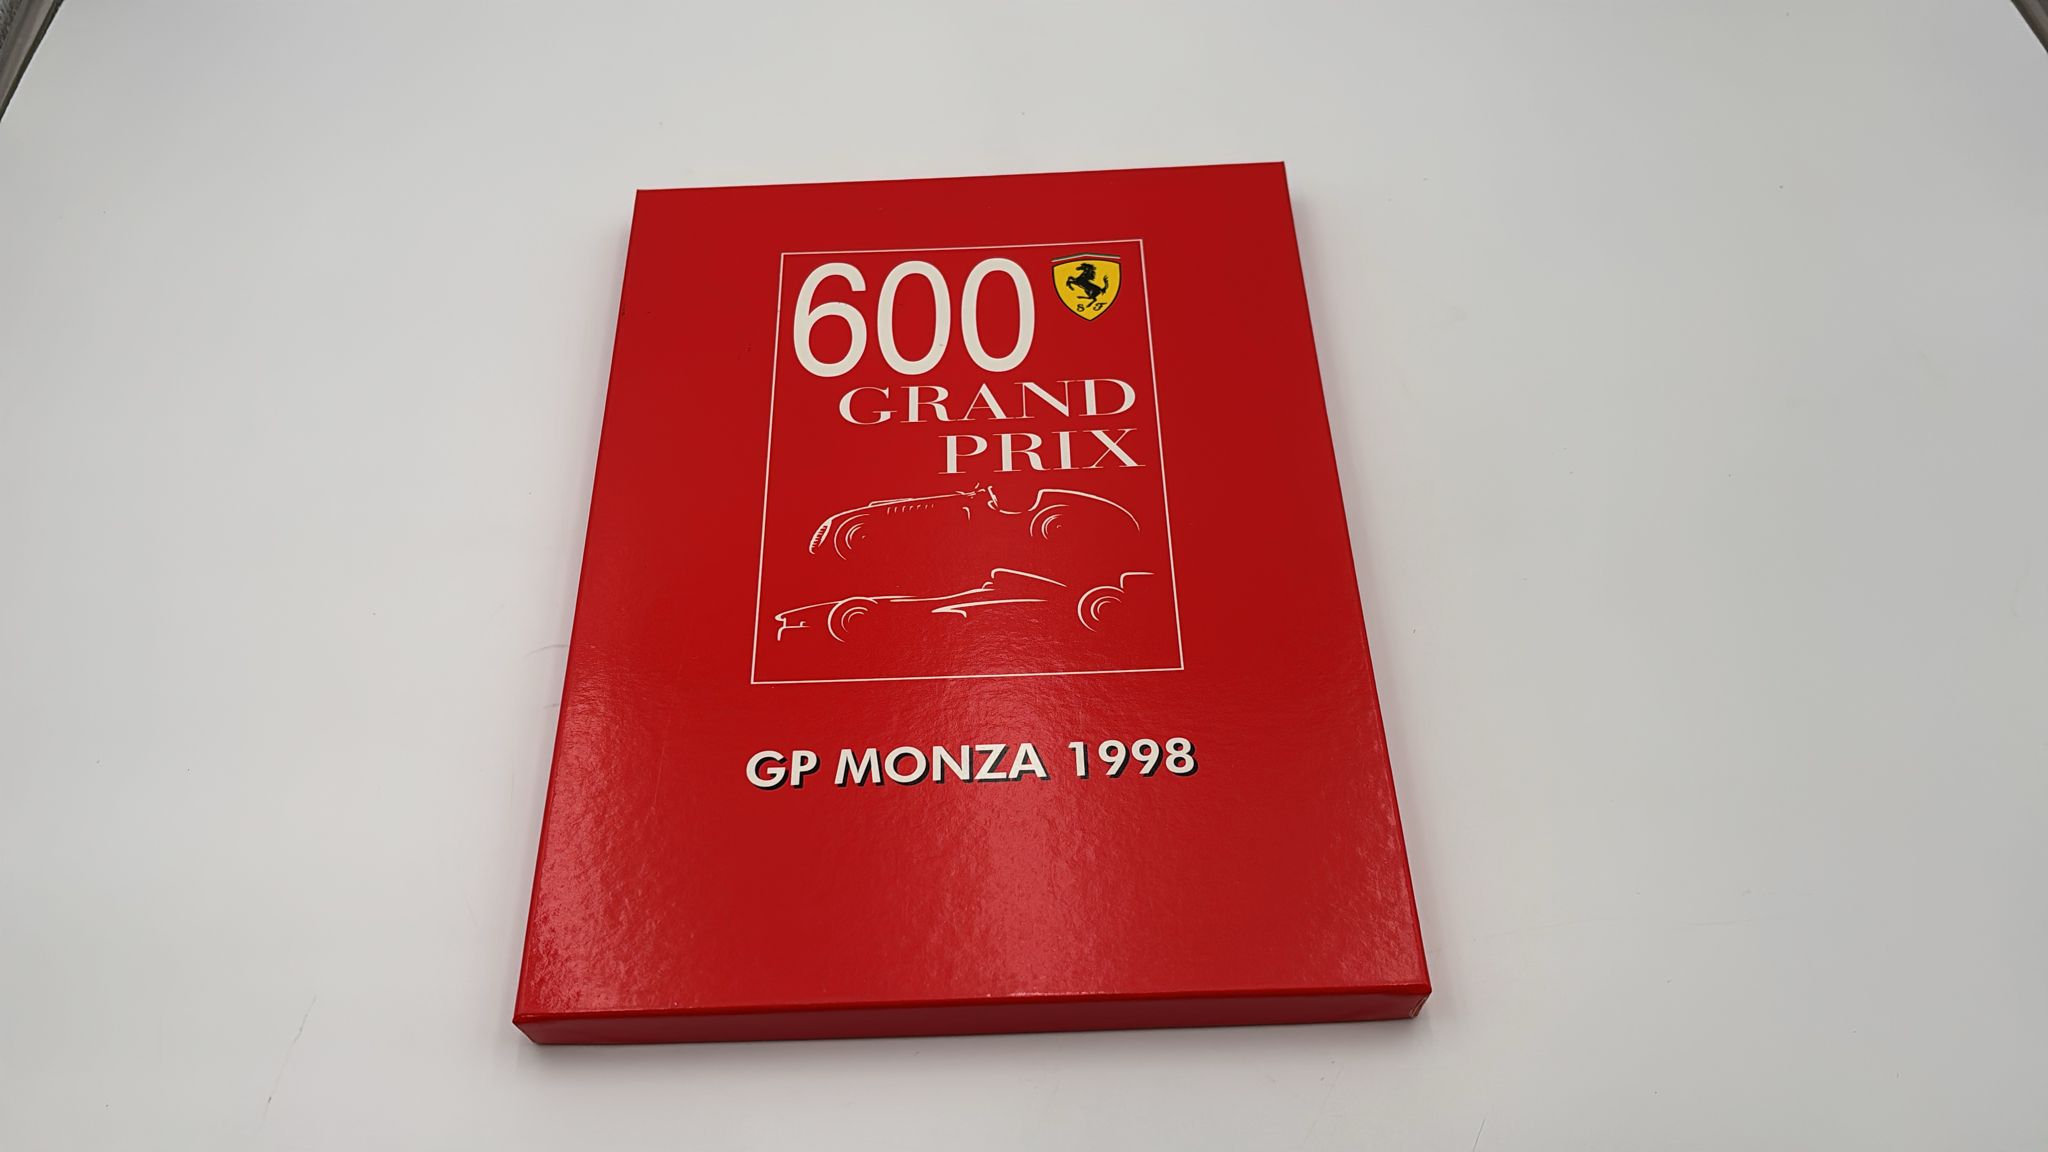 600
S F
GRAND
PRIX
GP MONZA 1998